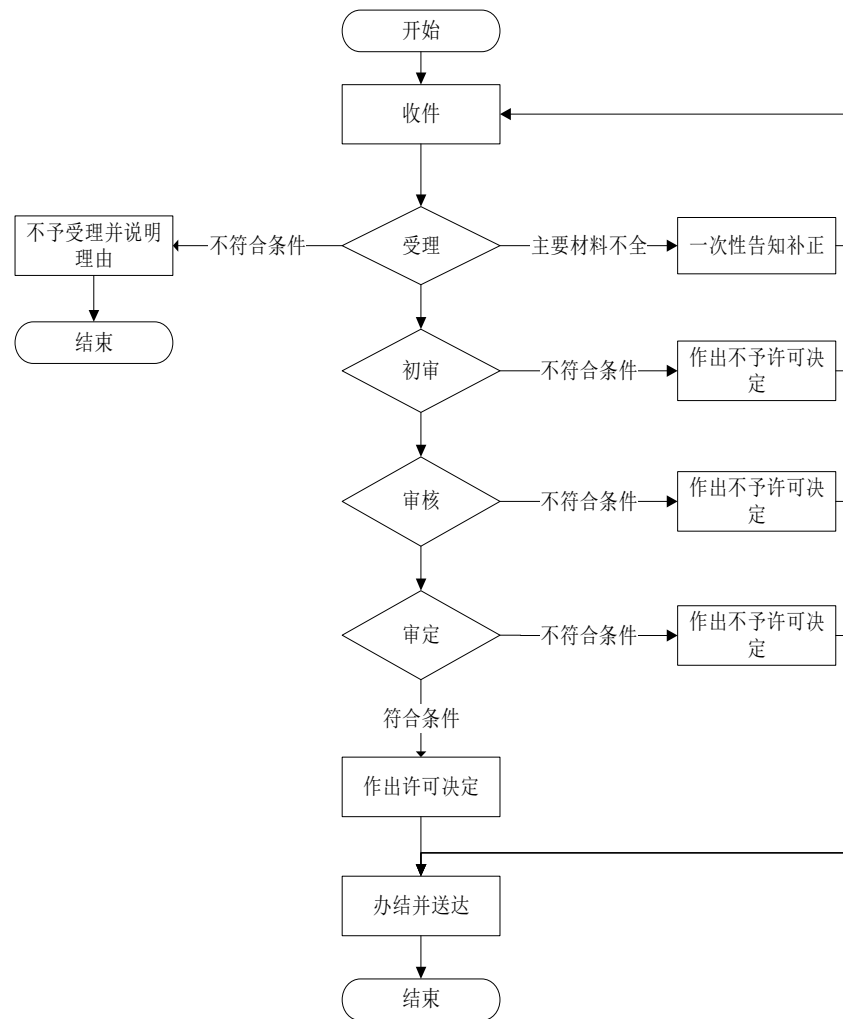 开始
收件
不予受理并说明
理由
不符合条件
受理
主要材料不全
一次性告知补正
结束
初审
不符合条件
作出不予许可决
定
审核
不符合条件
作出不予许可决
定
审定
不符合条件
作出不予许可决
定
符合条件
作出许可决定
办结并送达
结束